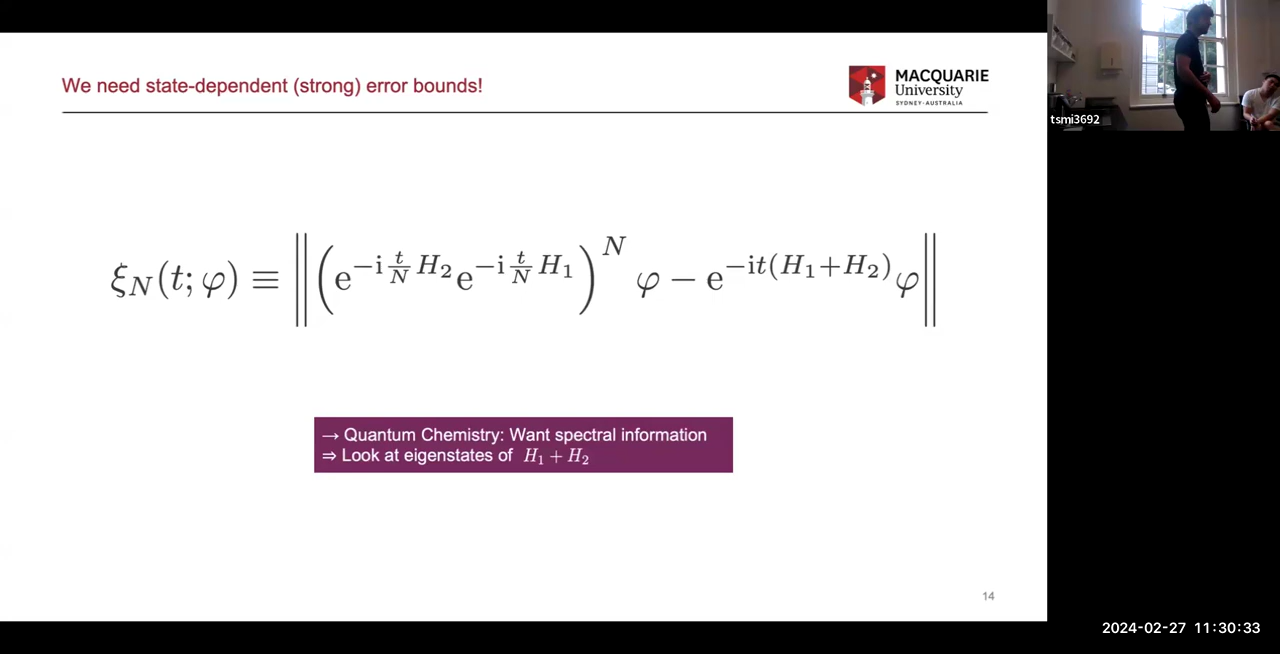 We need state-dependent (strong) error bounds!
MACQUARIE
University
SYDNEY·AUSTRALIA
tsmi3692
ξ_N(t; φ) ≡ ‖(e^{−i t/N H_2} e^{−i t/N H_1})^N φ − e^{−it(H_1+H_2)} φ‖
→ Quantum Chemistry: Want spectral information
⇒ Look at eigenstates of H_1 + H_2
14
2024-02-27 11:30:33